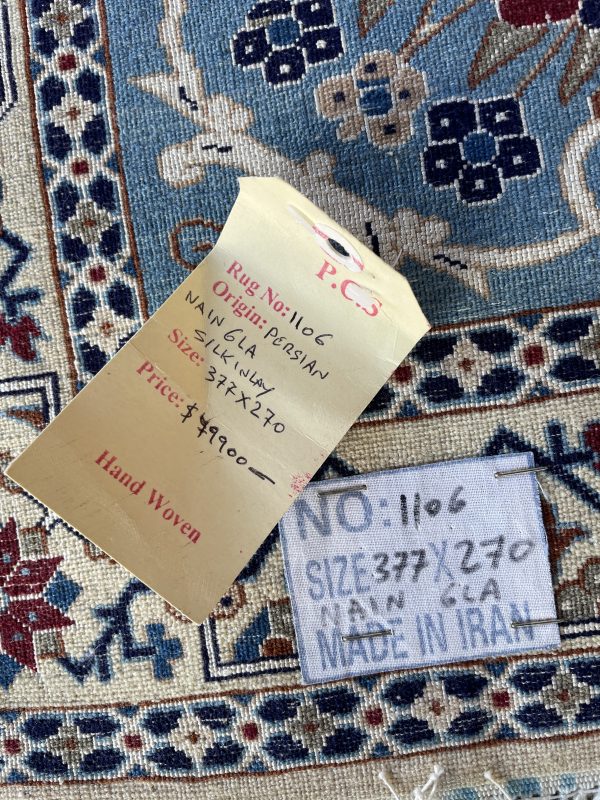 P.C.S
Rug No: 1106
Origin: PERSIAN
NAIN 6LA
SILK INLAY
Size: 377X270
Price: $ 79900-
Hand Woven
NO: 1106
SIZE 377 X 270
NAIN 6LA
MADE IN IRAN